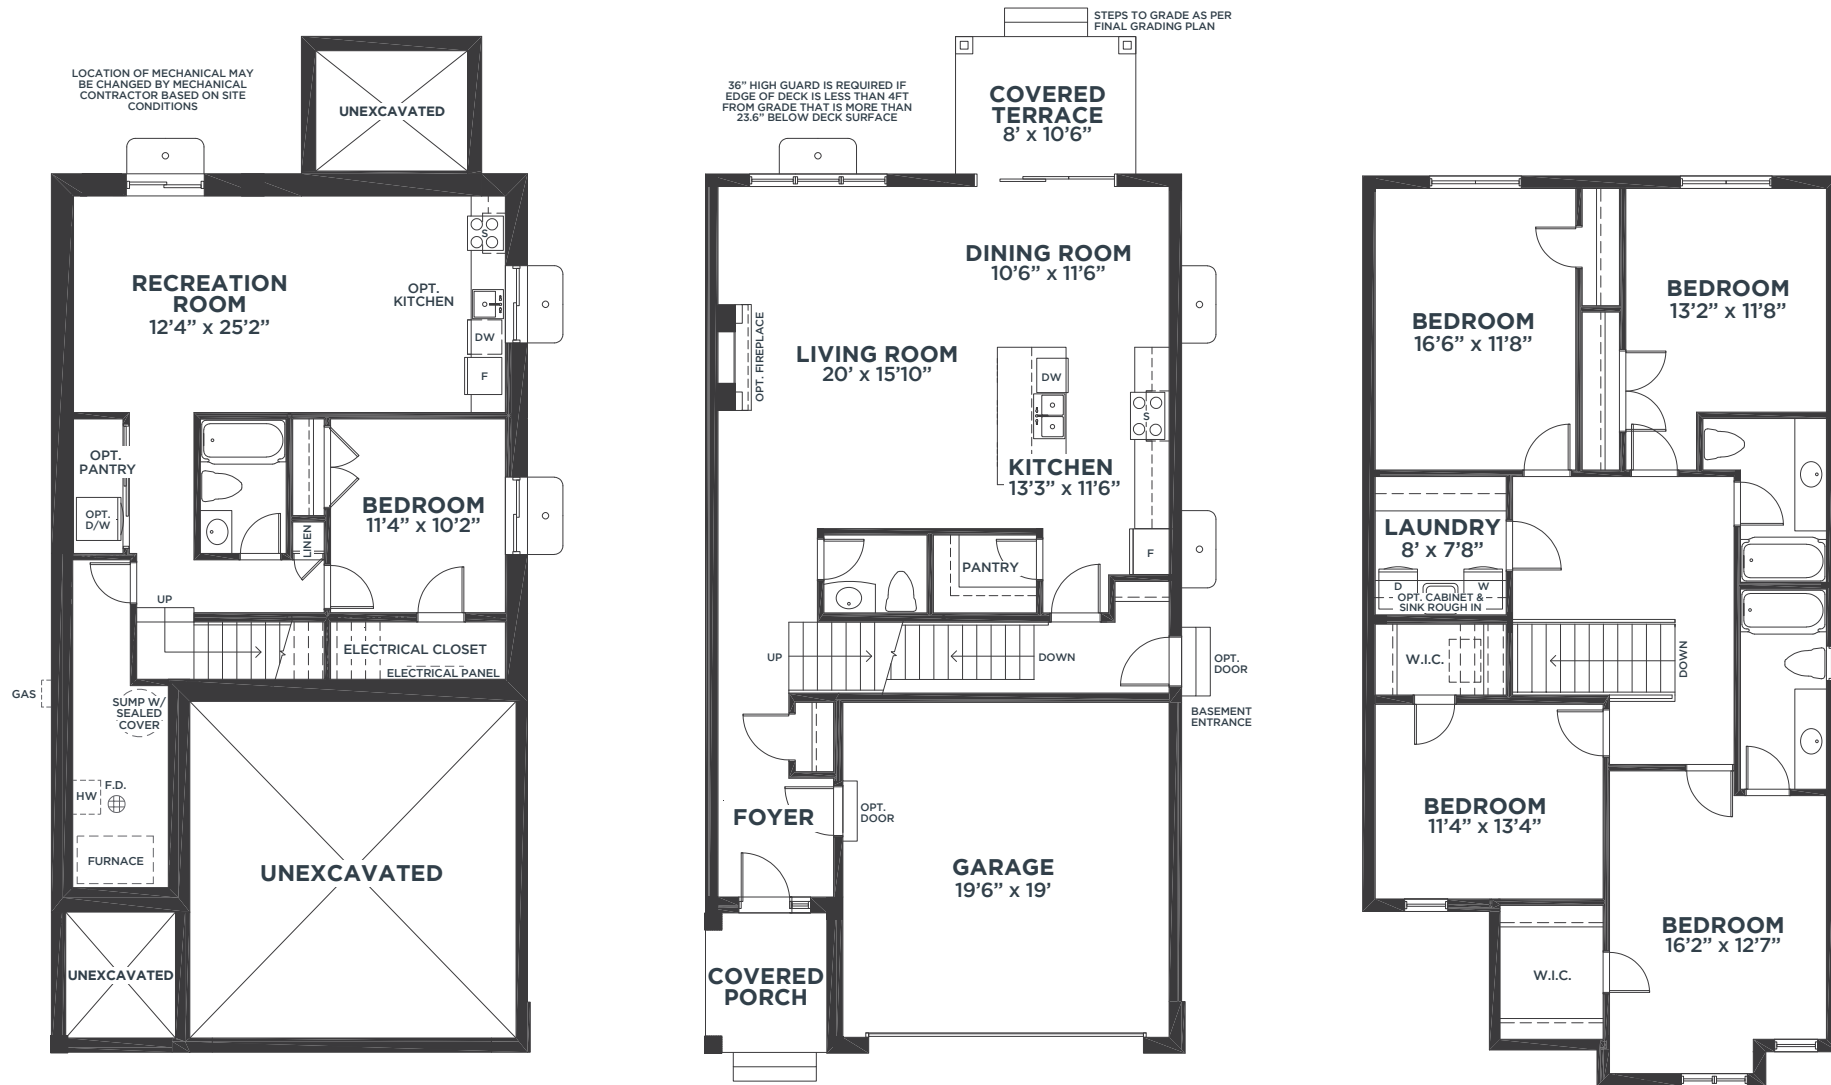 LOCATION OF MECHANICAL MAY
BE CHANGED BY MECHANICAL
CONTRACTOR BASED ON SITE
CONDITIONS
UNEXCAVATED
RECREATION
ROOM
12'4" x 25'2"
OPT.
KITCHEN
S
DW
F
OPT.
PANTRY
OPT.
D/W
LINEN
BEDROOM
11'4" x 10'2"
UP
ELECTRICAL CLOSET
ELECTRICAL PANEL
GAS
SUMP W/
SEALED
COVER
HW
F.D.
FURNACE
UNEXCAVATED
UNEXCAVATED
STEPS TO GRADE AS PER
FINAL GRADING PLAN
36” HIGH GUARD IS REQUIRED IF
EDGE OF DECK IS LESS THAN 4FT
FROM GRADE THAT IS MORE THAN
23.6” BELOW DECK SURFACE
COVERED
TERRACE
8’ x 10’6”
DINING ROOM
10’6” x 11’6”
OPT. FIREPLACE
LIVING ROOM
20’ x 15’10”
DW
S
KITCHEN
13’3” x 11’6”
F
PANTRY
UP
DOWN
OPT.
DOOR
BASEMENT
ENTRANCE
FOYER
OPT.
DOOR
GARAGE
19’6” x 19’
COVERED
PORCH
BEDROOM
16’6” x 11’8”
BEDROOM
13’2” x 11’8”
LAUNDRY
8’ x 7’8”
D
W
OPT. CABINET &
SINK ROUGH IN
W.I.C.
DOWN
BEDROOM
11’4” x 13’4”
BEDROOM
16’2” x 12’7”
W.I.C.